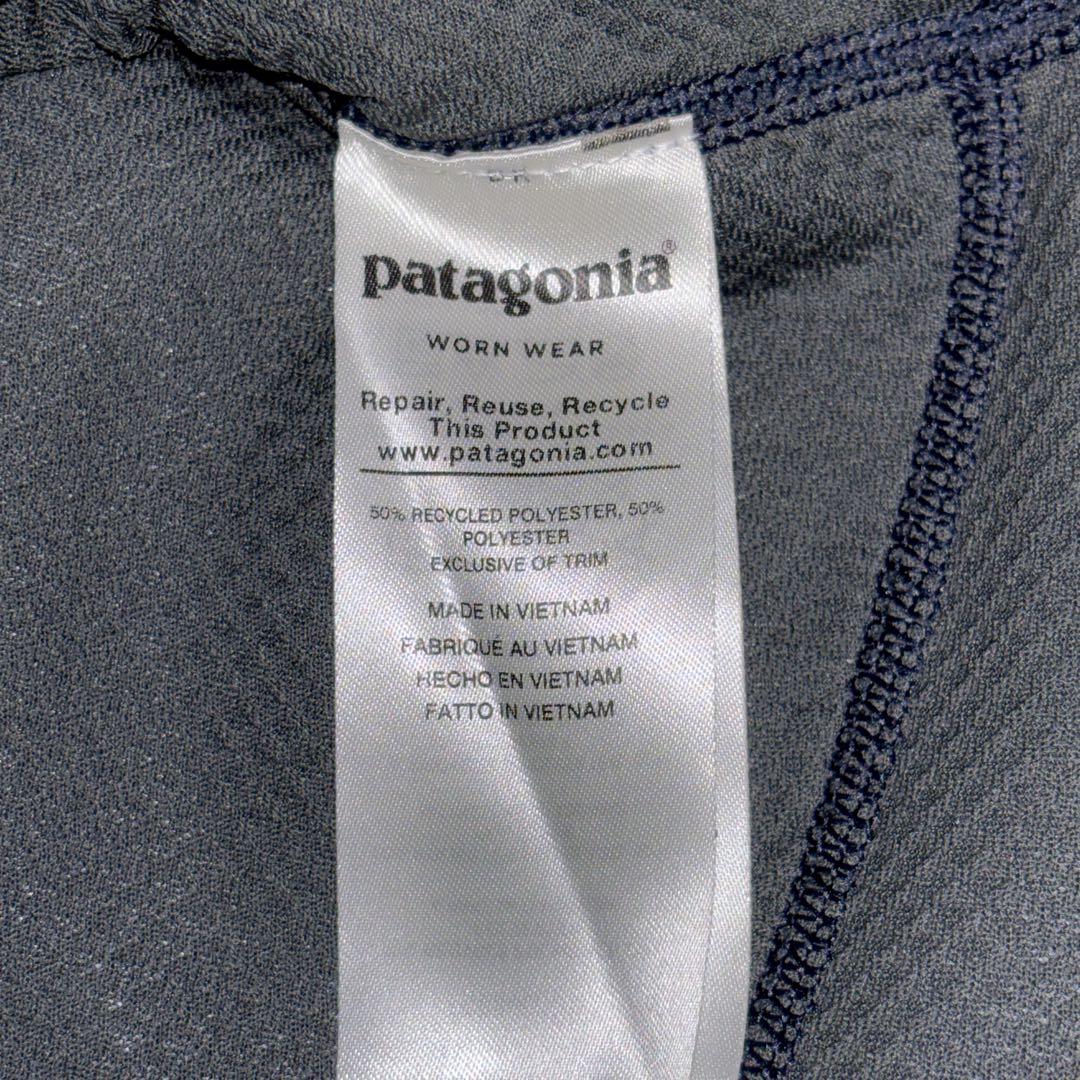 patagonia®
WORN WEAR
Repair, Reuse, Recycle
This Product
www.patagonia.com
50% RECYCLED POLYESTER, 50%
POLYESTER
EXCLUSIVE OF TRIM
MADE IN VIETNAM
FABRIQUE AU VIETNAM
HECHO EN VIETNAM
FATTO IN VIETNAM